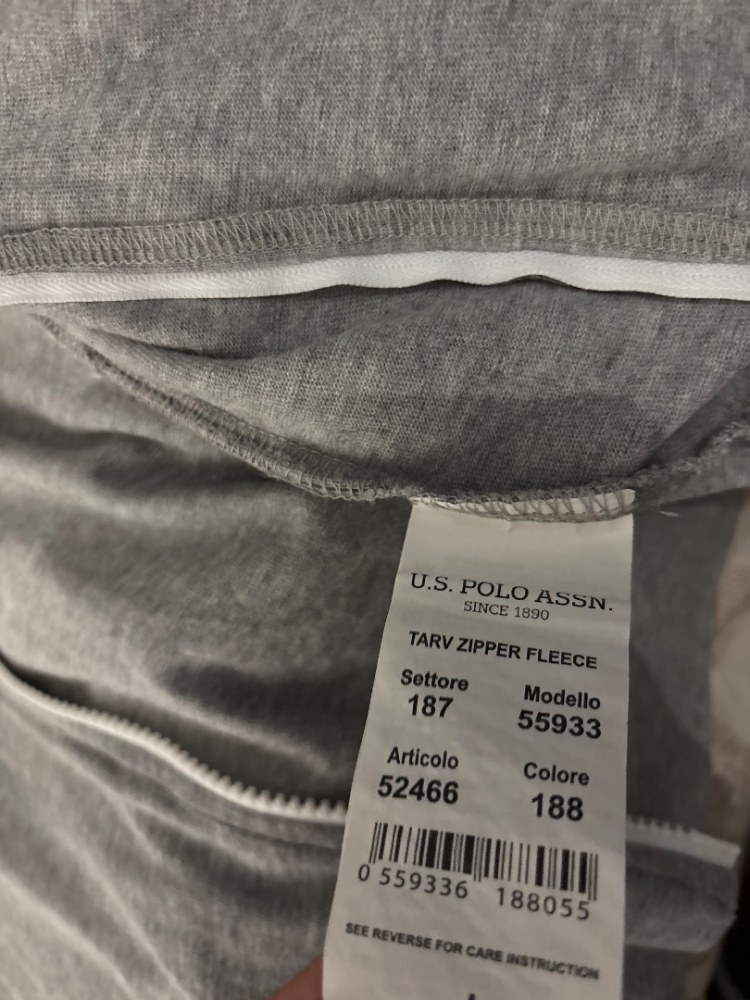 U.S. POLO ASSN.
SINCE 1890
TARV ZIPPER FLEECE
Settore Modello
187 55933
Articolo Colore
52466 188
0 559336 188055
SEE REVERSE FOR CARE INSTRUCTION